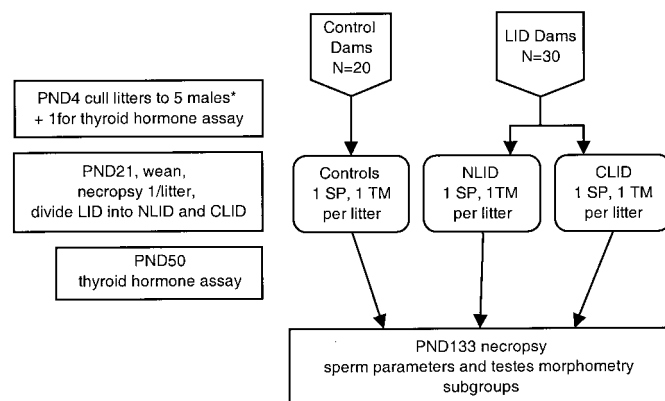 Control
Dams
N=20
LID Dams
N=30
PND4 cull litters to 5 males*
+ 1for thyroid hormone assay
PND21, wean,
necropsy 1/litter,
divide LID into NLID and CLID
PND50
thyroid hormone assay
Controls
1 SP, 1 TM
per litter
NLID
1 SP, 1TM
per litter
CLID
1 SP, 1 TM
per litter
PND133 necropsy
sperm parameters and testes morphometry
subgroups